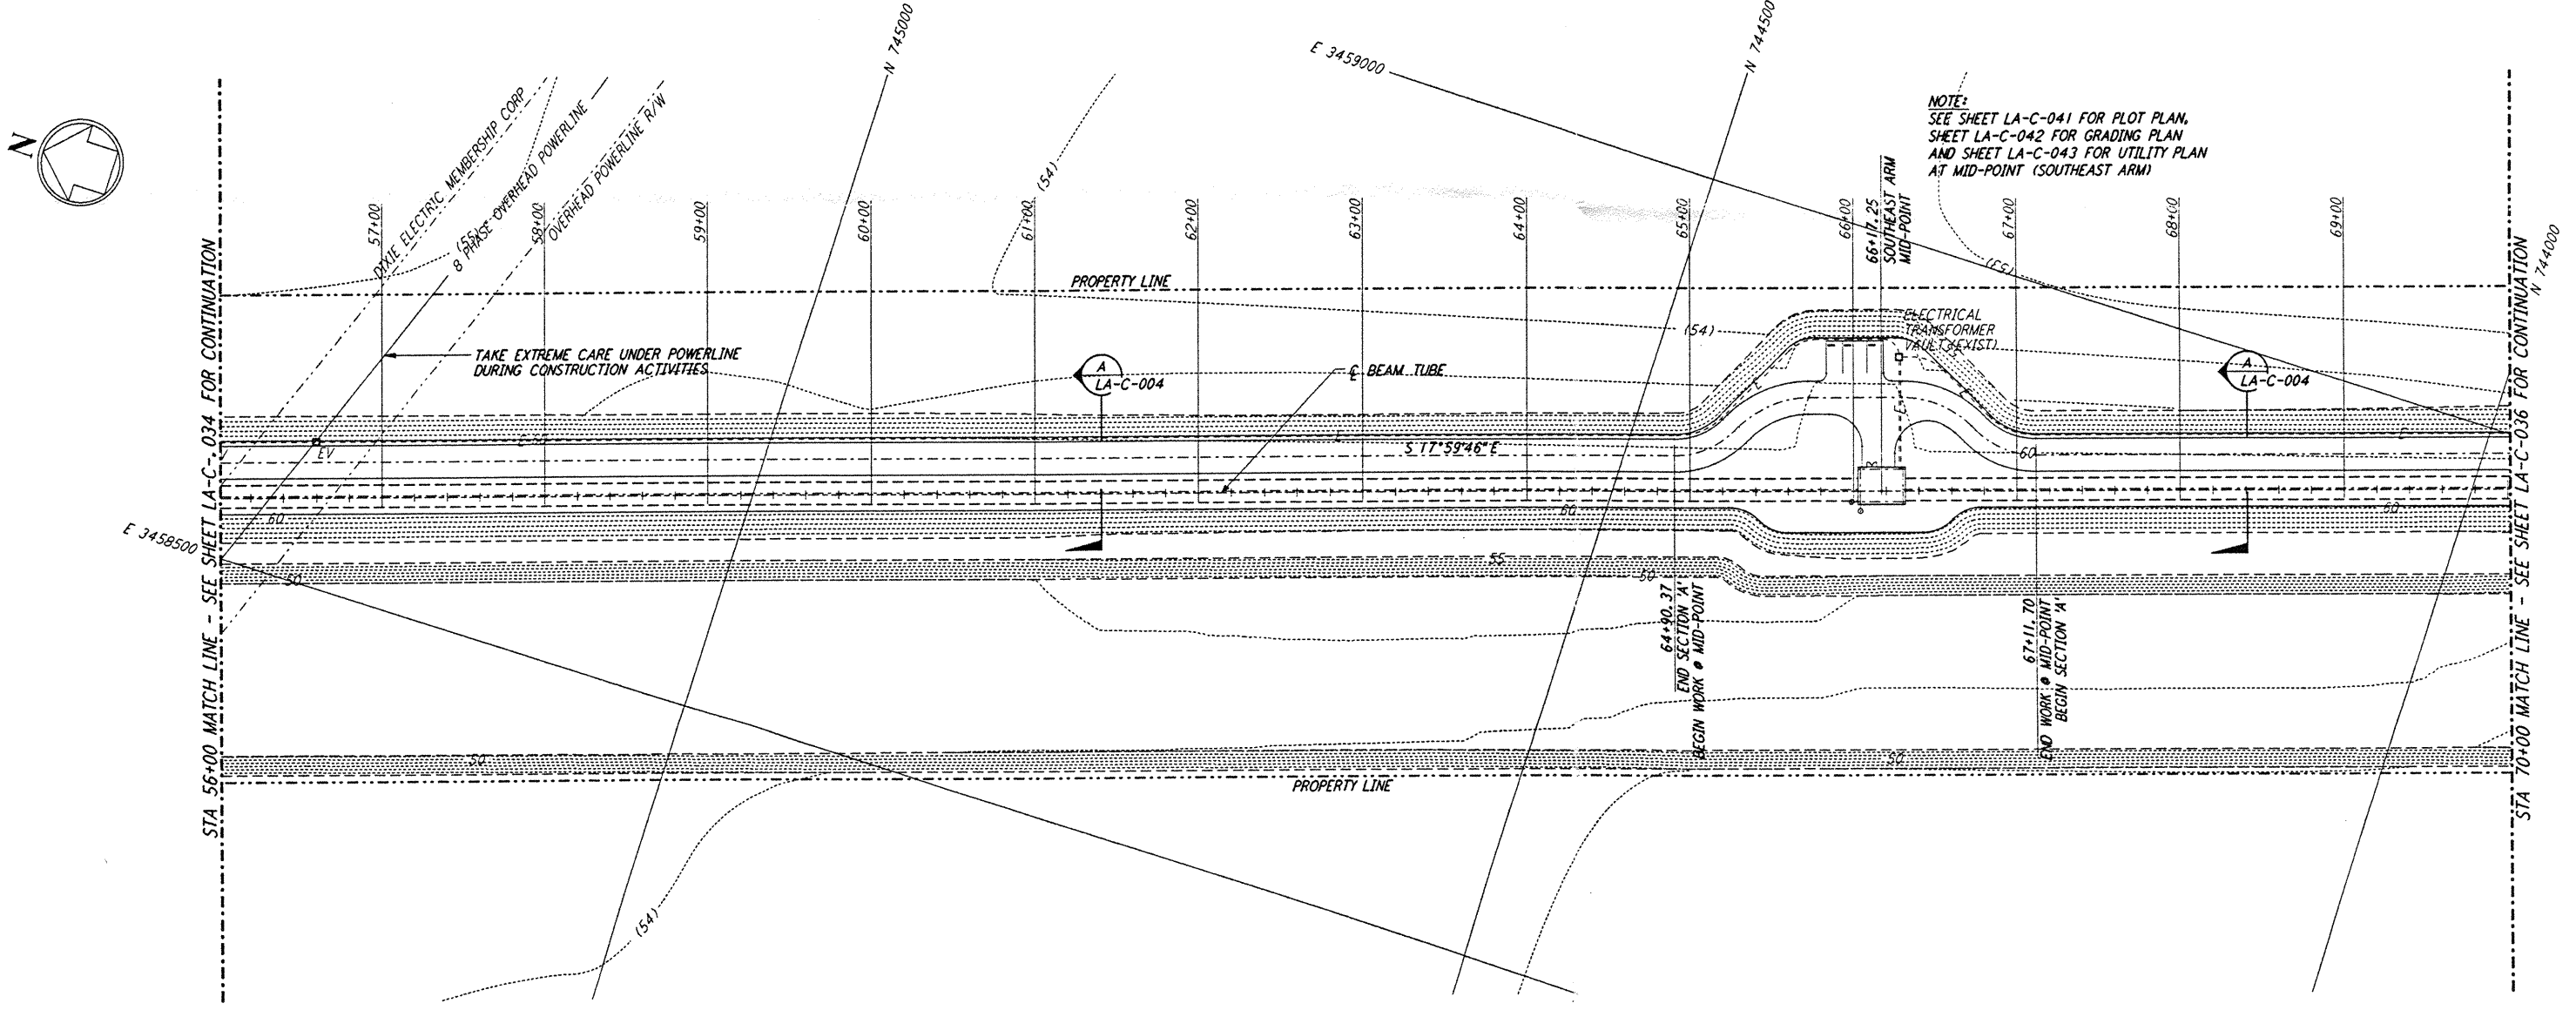 N
N 745000
E 3459000
N 744500
N 744000
NOTE:
SEE SHEET LA-C-041 FOR PLOT PLAN,
SHEET LA-C-042 FOR GRADING PLAN
AND SHEET LA-C-043 FOR UTILITY PLAN
AT MID-POINT (SOUTHEAST ARM)
DIXIE ELECTRIC MEMBERSHIP CORP
(55)
8 PHASE OVERHEAD POWERLINE
OVERHEAD POWERLINE R/W
(54)
57+00
58+00
59+00
60+00
61+00
62+00
63+00
64+00
65+00
66+00
66+17.25
SOUTHEAST ARM
MID-POINT
67+00
68+00
69+00
(53)
PROPERTY LINE
(54)
ELECTRICAL
TRANSFORMER
VAULT (EXIST)
TAKE EXTREME CARE UNDER POWERLINE
DURING CONSTRUCTION ACTIVITIES
A
LA-C-004
℄ BEAM TUBE
A
LA-C-004
EV
E
E
S 17°59'46" E
E
60
60
60
60
E 3458500
50
55
50
64+90.37
END SECTION 'A'
BEGIN WORK @ MID-POINT
67+11.70
END WORK @ MID-POINT
BEGIN SECTION 'A'
50
50
PROPERTY LINE
(54)
STA 56+00 MATCH LINE - SEE SHEET LA-C-034 FOR CONTINUATION
STA 70+00 MATCH LINE - SEE SHEET LA-C-036 FOR CONTINUATION